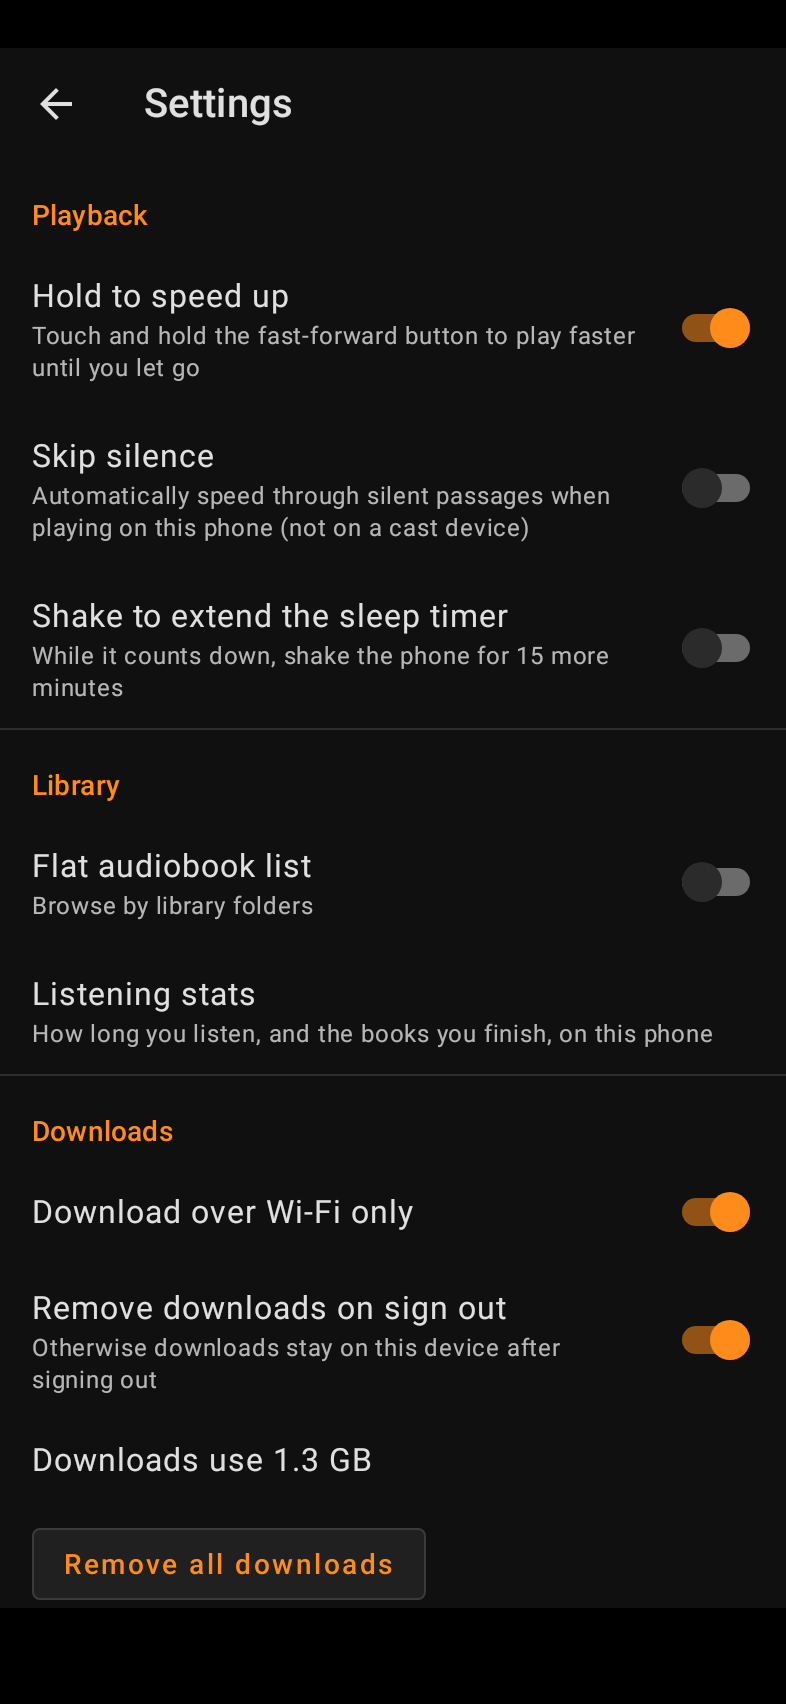 Settings
Playback
Hold to speed up
Touch and hold the fast-forward button to play faster
until you let go
Skip silence
Automatically speed through silent passages when
playing on this phone (not on a cast device)
Shake to extend the sleep timer
While it counts down, shake the phone for 15 more
minutes
Library
Flat audiobook list
Browse by library folders
Listening stats
How long you listen, and the books you finish, on this phone
Downloads
Download over Wi-Fi only
Remove downloads on sign out
Otherwise downloads stay on this device after
signing out
Downloads use 1.3 GB
Remove all downloads